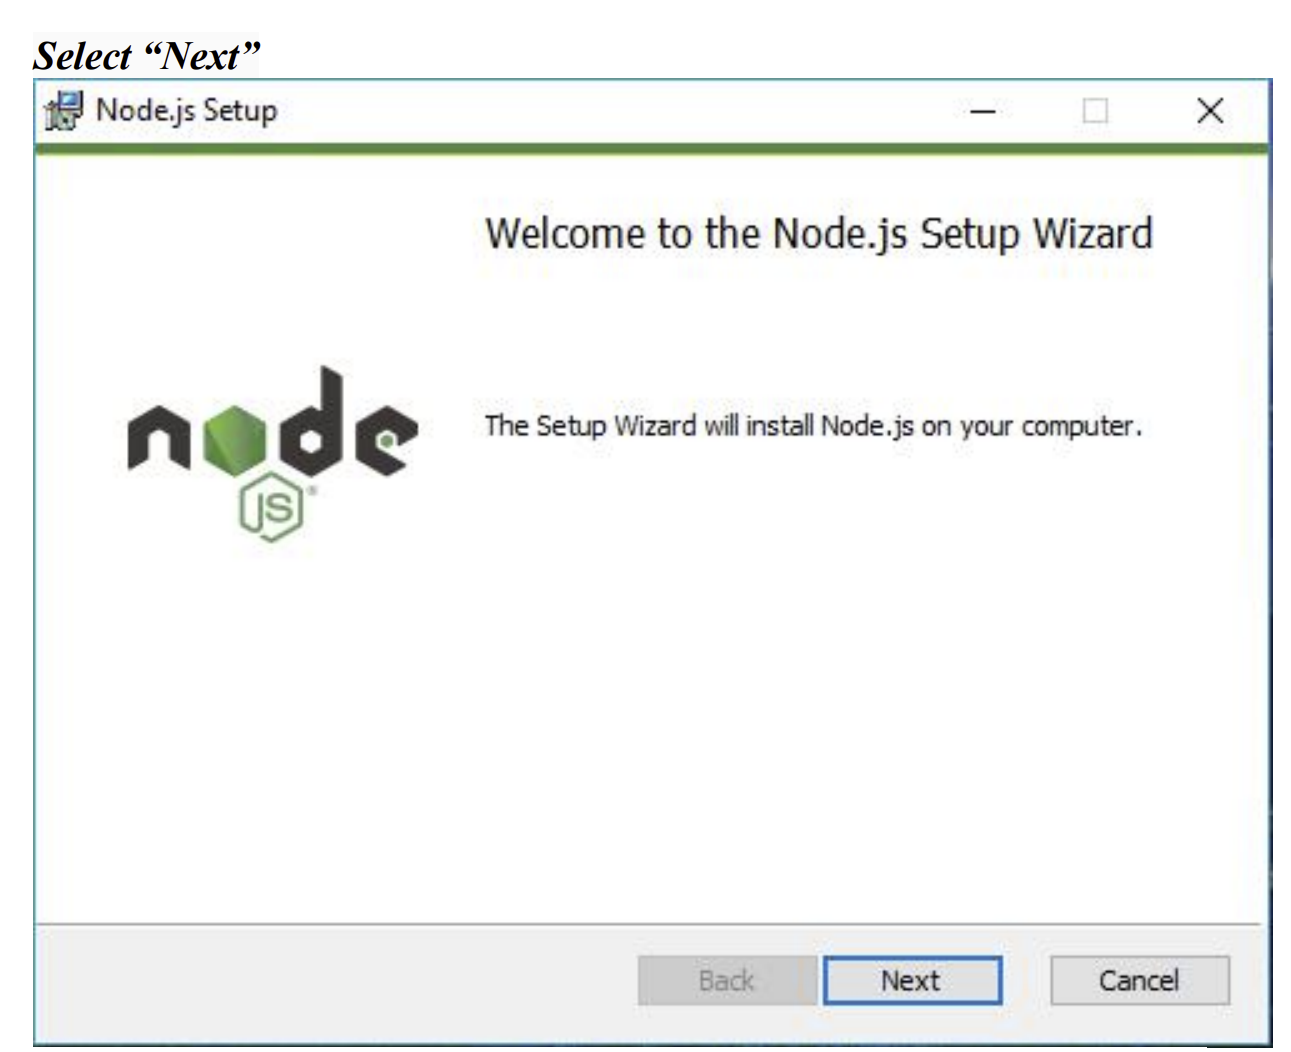 Select “Next”
Node.js Setup
Welcome to the Node.js Setup Wizard
node
JS®
The Setup Wizard will install Node.js on your computer.
Back
Next
Cancel